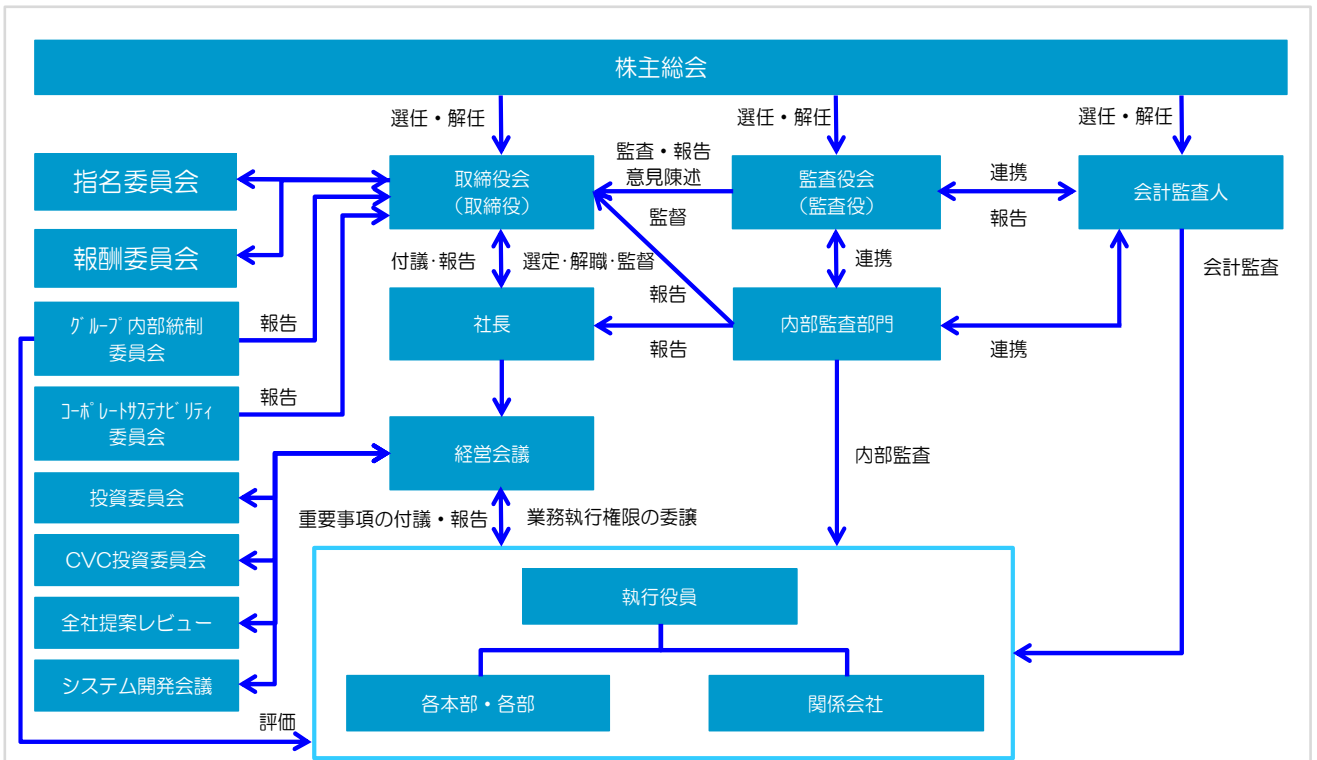 株主総会
選任・解任
選任・解任
選任・解任
指名委員会
取締役会
（取締役）
監査・報告
意見陳述
監督
監査役会
（監査役）
連携
報告
会計監査人
報酬委員会
付議・報告
選定・解職・監督
連携
会計監査
ｸﾞﾙｰﾌﾟ内部統制
委員会
報告
社長
報告
報告
内部監査部門
連携
ｺｰﾎﾟﾚｰﾄｻｽﾃﾅﾋﾞﾘﾃｨ
委員会
報告
経営会議
内部監査
投資委員会
重要事項の付議・報告
業務執行権限の委譲
CVC投資委員会
執行役員
全社提案レビュー
システム開発会議
各本部・各部
関係会社
評価